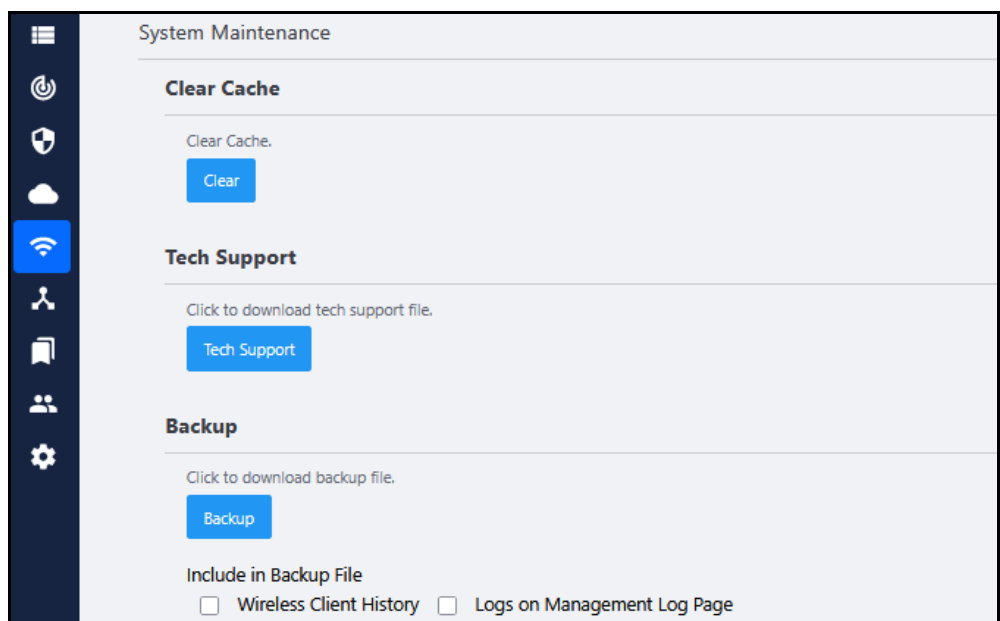 System Maintenance
Clear Cache
Clear Cache.
Clear
Tech Support
Click to download tech support file.
Tech Support
Backup
Click to download backup file.
Backup
Include in Backup File
Wireless Client History Logs on Management Log Page